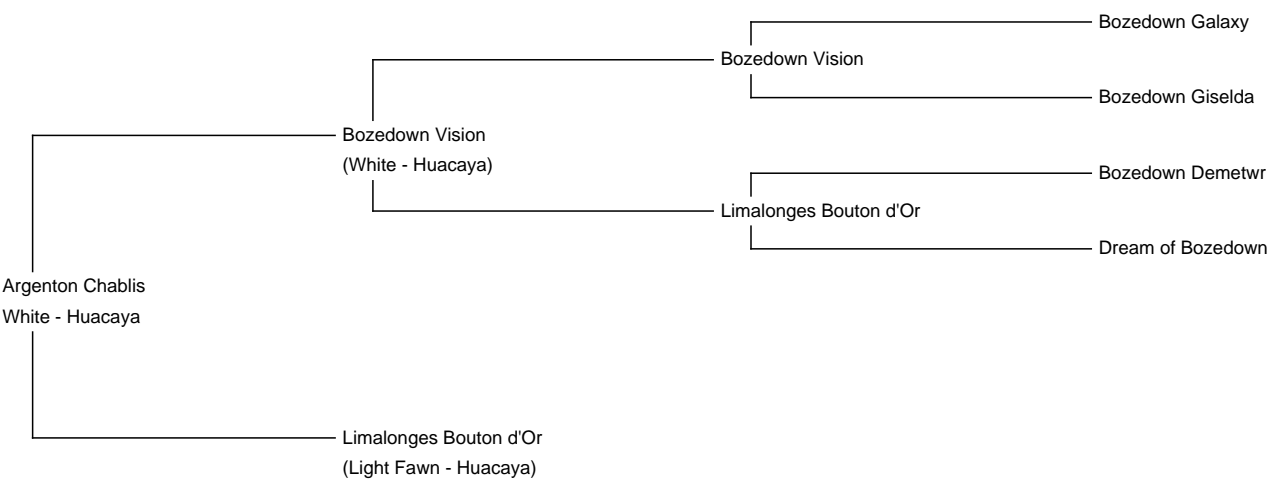 Bozedown Galaxy
Bozedown Vision
Bozedown Giselda
Bozedown Vision
(White - Huacaya)
Bozedown Demetwr
Limalonges Bouton d'Or
Dream of Bozedown
Argenton Chablis
White - Huacaya
Limalonges Bouton d'Or
(Light Fawn - Huacaya)